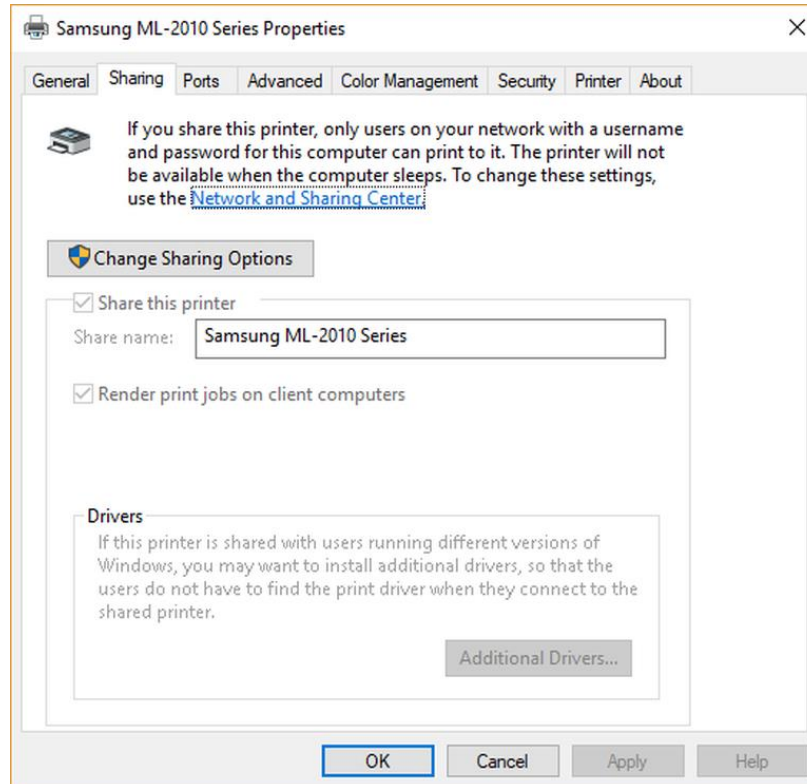 Samsung ML-2010 Series Properties
General Sharing Ports Advanced Color Management Security Printer About
If you share this printer, only users on your network with a username
and password for this computer can print to it. The printer will not
be available when the computer sleeps. To change these settings,
use the Network and Sharing Center.
Change Sharing Options
Share this printer
Share name: Samsung ML-2010 Series
Render print jobs on client computers
Drivers
If this printer is shared with users running different versions of
Windows, you may want to install additional drivers, so that the
users do not have to find the print driver when they connect to the
shared printer.
Additional Drivers...
OK Cancel Apply Help